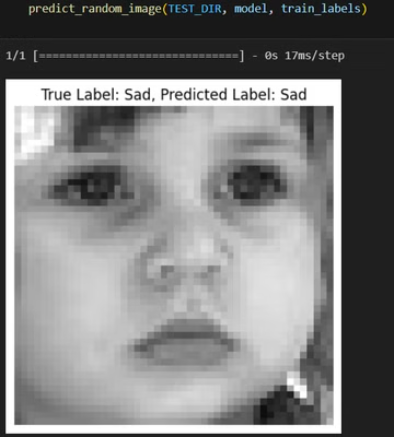 predict_random_image(TEST_DIR, model, train_labels)
1/1 [==============================] - 0s 17ms/step
True Label: Sad, Predicted Label: Sad